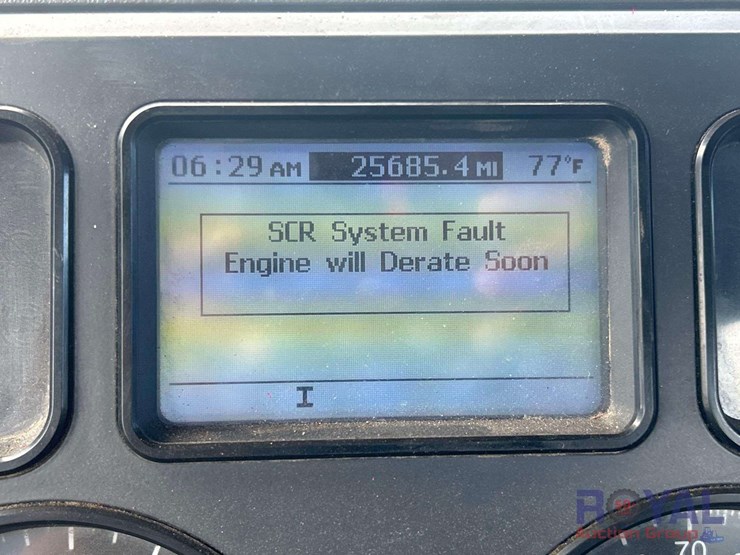 06:29 AM 25685.4 MI 77°F
SCR System Fault
Engine will Derate Soon
I
70
ROYAL
Auction Group